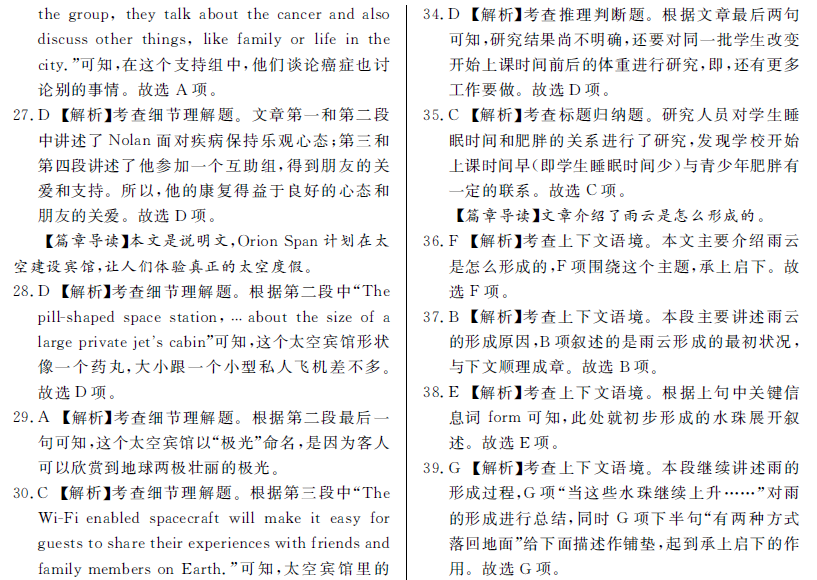 the group, they talk about the cancer and also
discuss other things, like family or life in the
city.”可知,在这个支持组中,他们谈论癌症也讨
论别的事情。故选 A 项。
27. D 【解析】考查细节理解题。文章第一和第二段
中讲述了 Nolan 面对疾病保持乐观心态;第三和
第四段讲述了他参加一个互助组,得到朋友的关
爱和支持。所以,他的康复得益于良好的心态和
朋友的关爱。故选 D 项。
【篇章导读】本文是说明文,Orion Span 计划在太
空建设宾馆,让人们体验真正的太空度假。
28. D 【解析】考查细节理解题。根据第二段中“The
pill-shaped space station, … about the size of a
large private jet's cabin”可知,这个太空宾馆形状
像一个药丸,大小跟一个小型私人飞机差不多。
故选 D 项。
29. A 【解析】考查细节理解题。根据第二段最后一
句可知,这个太空宾馆以“极光”命名,是因为客人
可以欣赏到地球两极壮丽的极光。
30. C 【解析】考查细节理解题。根据第三段中“The
Wi-Fi enabled spacecraft will make it easy for
guests to share their experiences with friends and
family members on Earth.”可知,太空宾馆里的
34. D 【解析】考查推理判断题。根据文章最后两句
可知,研究结果尚不明确,还要对同一批学生改变
开始上课时间前后的体重进行研究,即,还有更多
工作要做。故选 D 项。
35. C 【解析】考查标题归纳题。研究人员对学生睡
眠时间和肥胖的关系进行了研究,发现学校开始
上课时间早(即学生睡眠时间少)与青少年肥胖有
一定的联系。故选 C 项。
【篇章导读】文章介绍了雨云是怎么形成的。
36. F 【解析】考查上下文语境。本文主要介绍雨云
是怎么形成的,F 项围绕这个主题,承上启下。故
选 F 项。
37. B 【解析】考查上下文语境。本段主要讲述雨云
的形成原因,B 项叙述的是雨云形成的最初状况,
与下文顺理成章。故选 B 项。
38. E 【解析】考查上下文语境。根据上句中关键信
息词 form 可知,此处就初步形成的水珠展开叙
述。故选 E 项。
39. G 【解析】考查上下文语境。本段继续讲述雨的
形成过程,G 项“当这些水珠继续上升……”对雨
的形成进行总结,同时 G 项下半句“有两种方式
落回地面”给下面描述作铺垫,起到承上启下的作
用。故选 G 项。